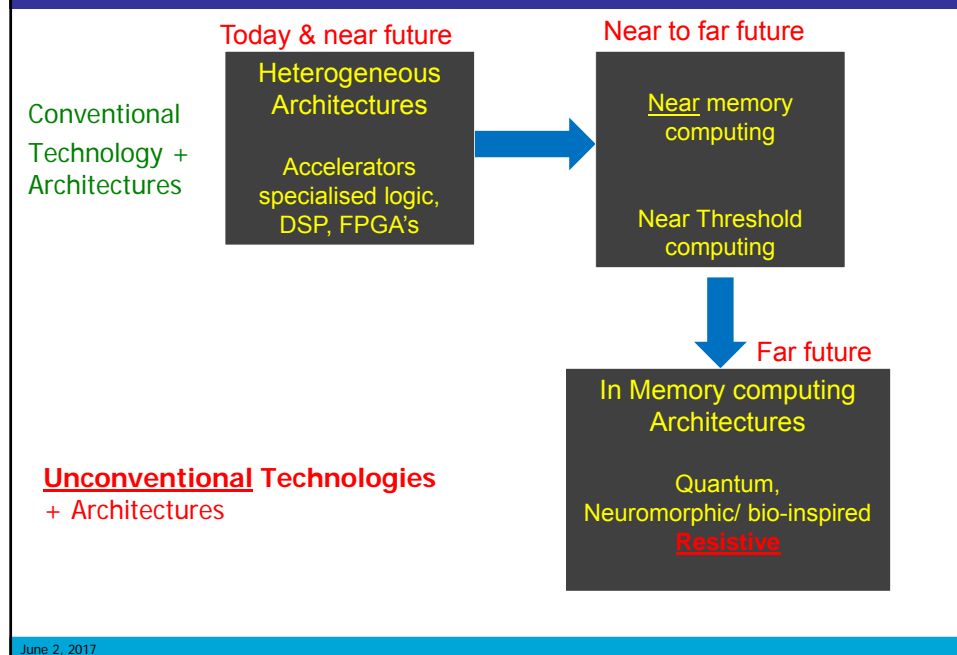 Today & near future
Near to far future
Conventional
Technology +
Architectures
Heterogeneous
Architectures
Accelerators
specialised logic,
DSP, FPGA's
Near memory
computing
Near Threshold
computing
Far future
In Memory computing
Architectures
Quantum,
Neuromorphic/ bio-inspired
Resistive
Unconventional Technologies
+ Architectures
June 2, 2017